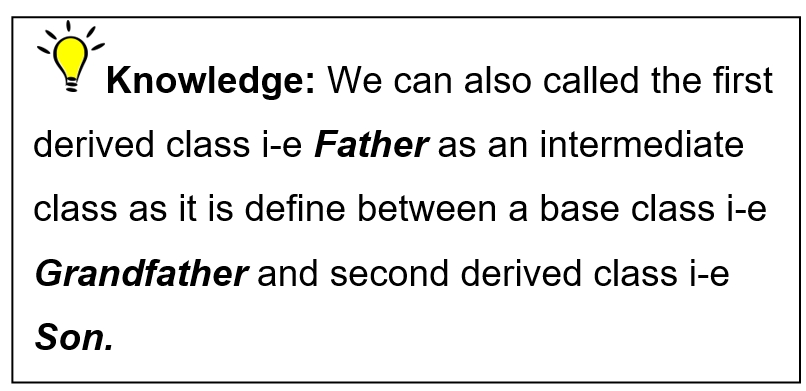 Knowledge: We can also called the first
derived class i-e Father as an intermediate
class as it is define between a base class i-e
Grandfather and second derived class i-e
Son.